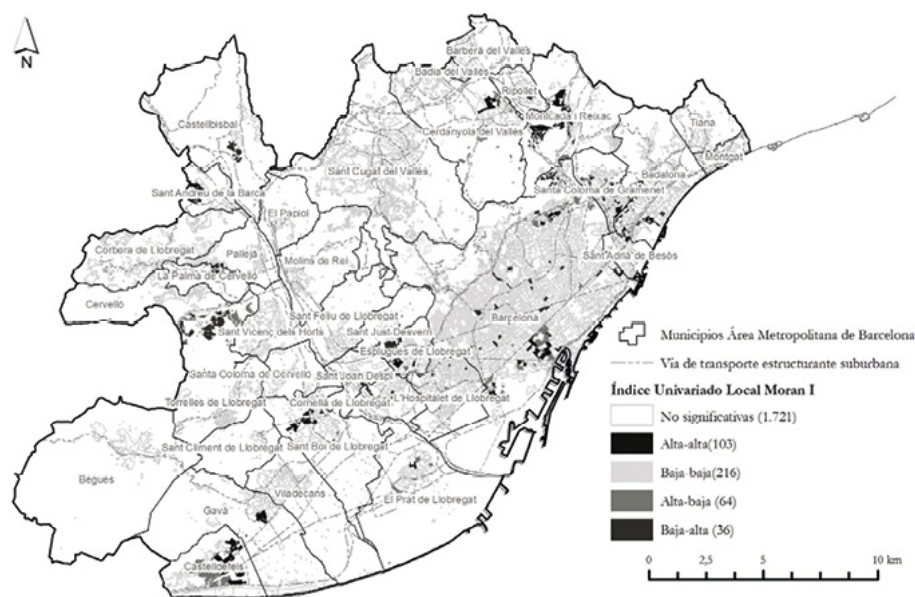 N
Barberà del Vallès
Badia del Vallès
Ripollet
Montcada i Reixac
Castellbisbal
Cerdanyola del Vallès
Tiana
Montgat
Sant Cugat del Vallès
Badalona
Santa Coloma de Gramenet
Sant Andreu de la Barca
El Papiol
Corbera de Llobregat
Pallejà
Molins de Rei
Sant Adrià de Besòs
La Palma de Cervelló
Cervelló
Sant Feliu de Llobregat
Barcelona
Sant Vicenç dels Horts
Sant Just Desvern
Esplugues de Llobregat
Santa Coloma de Cervelló
Sant Joan Despí
Torrelles de Llobregat
Cornellà de Llobregat
L'Hospitalet de Llobregat
Sant Climent de Llobregat
Sant Boi de Llobregat
Begues
Viladecans
El Prat de Llobregat
Gavà
Castelldefels
Municipios Área Metropolitana de Barcelona
Vía de transporte estructurante suburbana
Índice Univariado Local Moran I
No significativas (1.721)
Alta-alta(103)
Baja-baja(216)
Alta-baja (64)
Baja-alta (36)
0 2,5 5 10 km